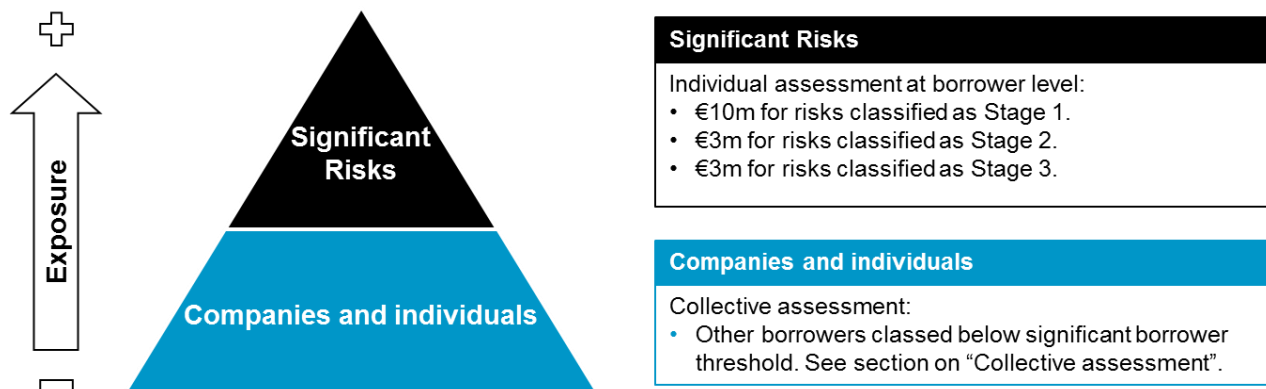 Exposure
Significant
Risks
Companies and individuals
Significant Risks
Individual assessment at borrower level:
• €10m for risks classified as Stage 1.
• €3m for risks classified as Stage 2.
• €3m for risks classified as Stage 3.
Companies and individuals
Collective assessment:
• Other borrowers classed below significant borrower
threshold. See section on “Collective assessment”.